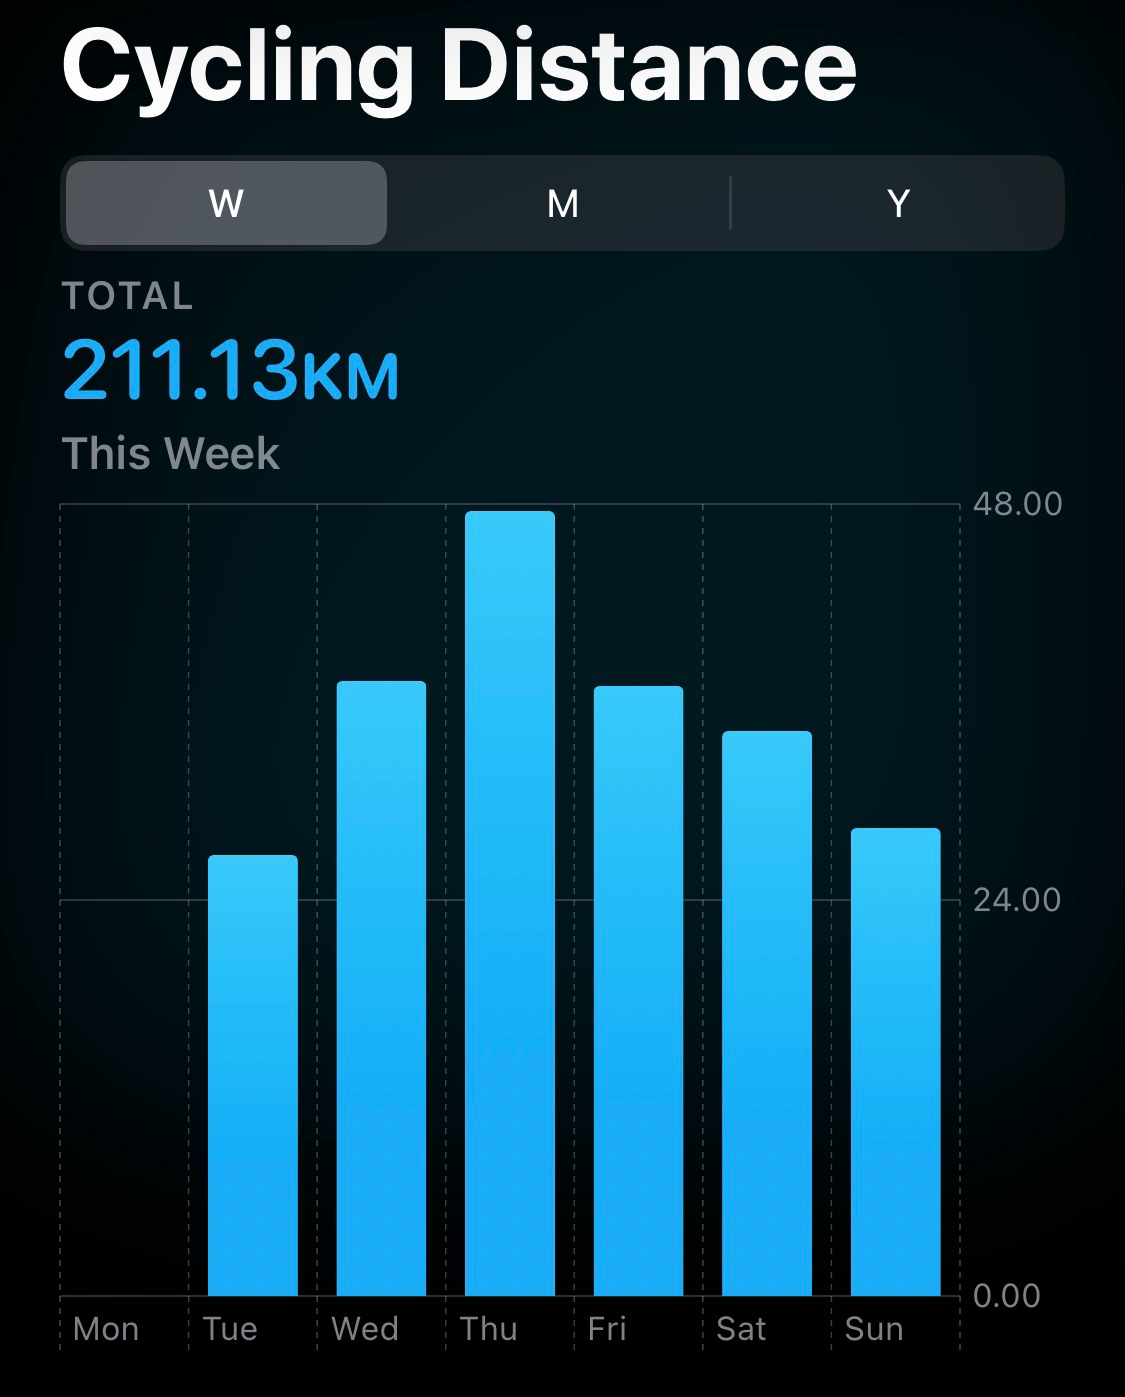 Cycling Distance
W M Y
TOTAL
211.13KM
This Week
48.00
24.00
0.00
Mon Tue Wed Thu Fri Sat Sun